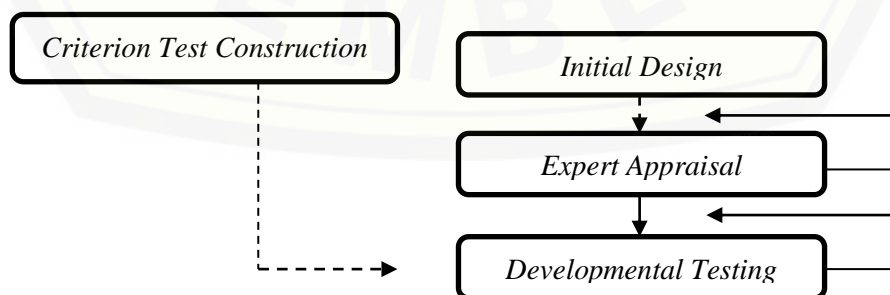 Criterion Test Construction
Initial Design
Expert Appraisal
Developmental Testing